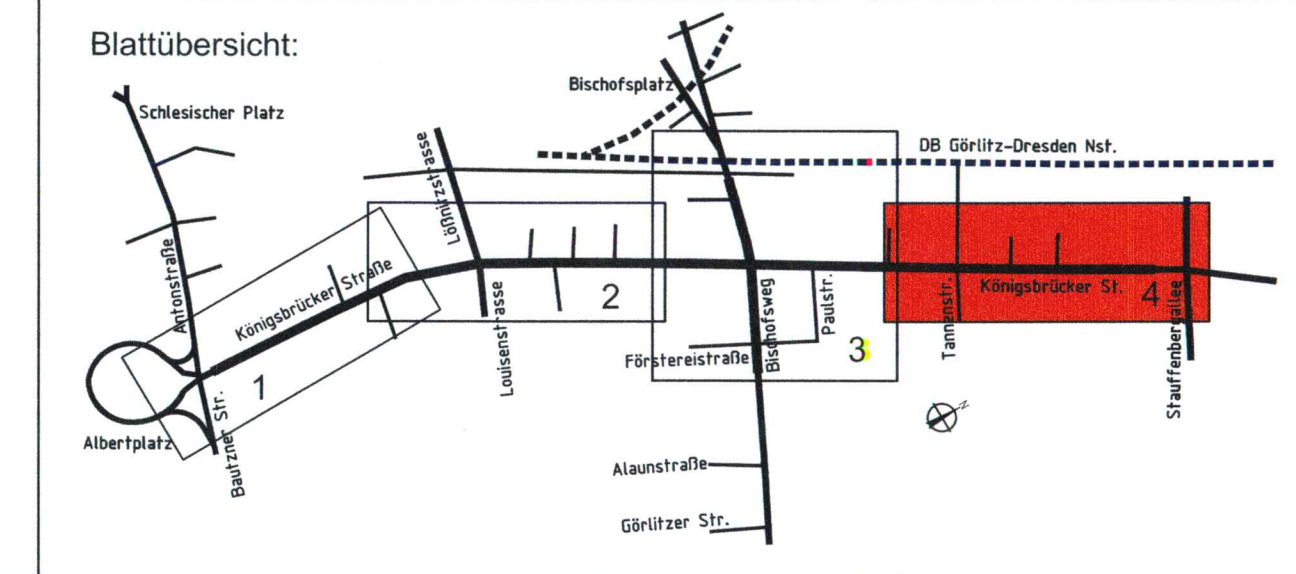 Blattübersicht:
Schlesischer Platz
Bischofsplatz
DB Görlitz-Dresden Nst.
Lößnirzstrasse
Antonstraße
Königsbrücker Straße
Königsbrücker St.
1
2
3
4
Louisenstrasse
Bischofsweg
Paulstr.
Tannenstr.
Stauffenbergallee
Förstereistraße
Albertplatz
Bautzner Str.
Alaunstraße
Görlitzer Str.
N